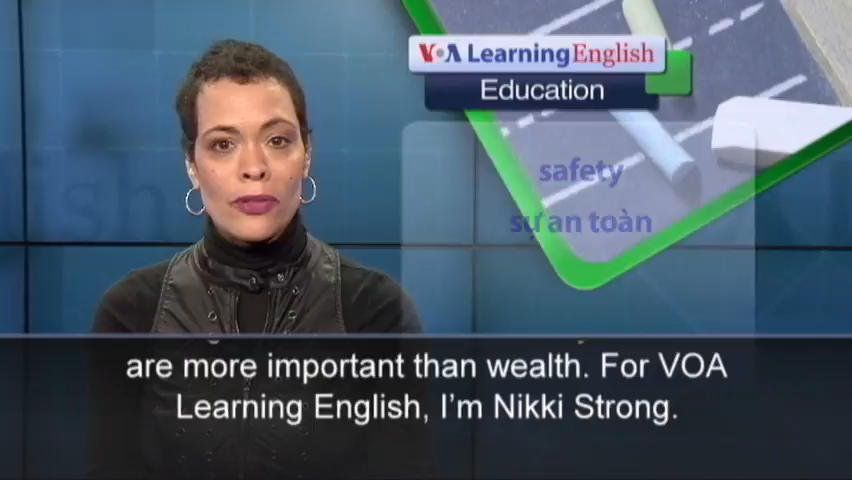 VOA Learning English
Education
safety
sự an toàn
are more important than wealth. For VOA
Learning English, I'm Nikki Strong.